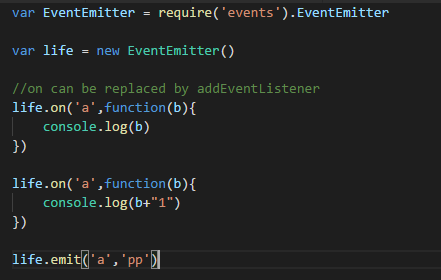 var EventEmitter = require('events').EventEmitter
var life = new EventEmitter()
//on can be replaced by addEventListener
life.on('a',function(b){
    console.log(b)
})
life.on('a',function(b){
    console.log(b+"1")
})
life.emit('a','pp')